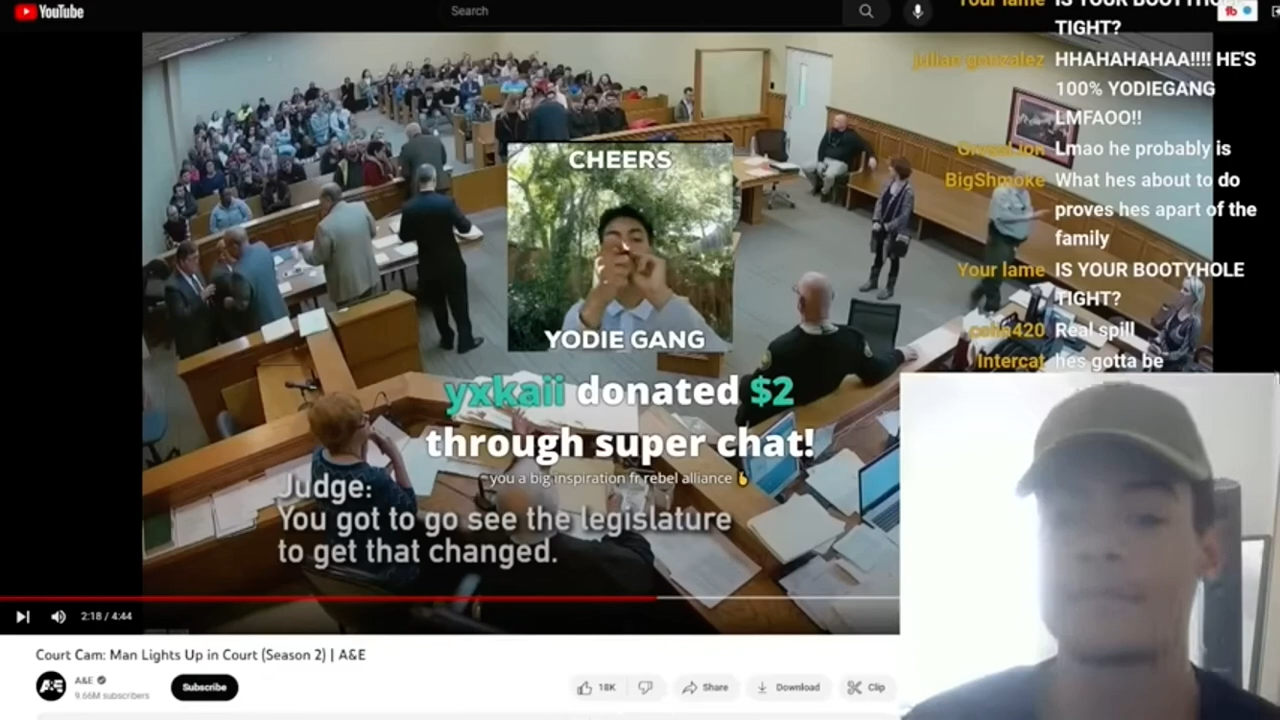 YouTube
Search
Your lame IS YOUR BOOTYHOLE
TIGHT?
julian gonzalez HHAHAHAHAA!!!! HE'S
100% YODIEGANG
LMFAOO!!
Lmao he probably is
BigShmoke What hes about to do
proves hes apart of the
family
Your lame IS YOUR BOOTYHOLE
TIGHT?
Real spill
Intercat hes gotta be
CHEERS
YODIE GANG
yxkaii donated $2
through super chat!
you a big inspiration fr rebel alliance
Judge:
You got to go see the legislature
to get that changed.
2:18 / 4:44
Court Cam: Man Lights Up in Court (Season 2) | A&E
A&E
9.66M subscribers
Subscribe
18K
Share
Download
Clip